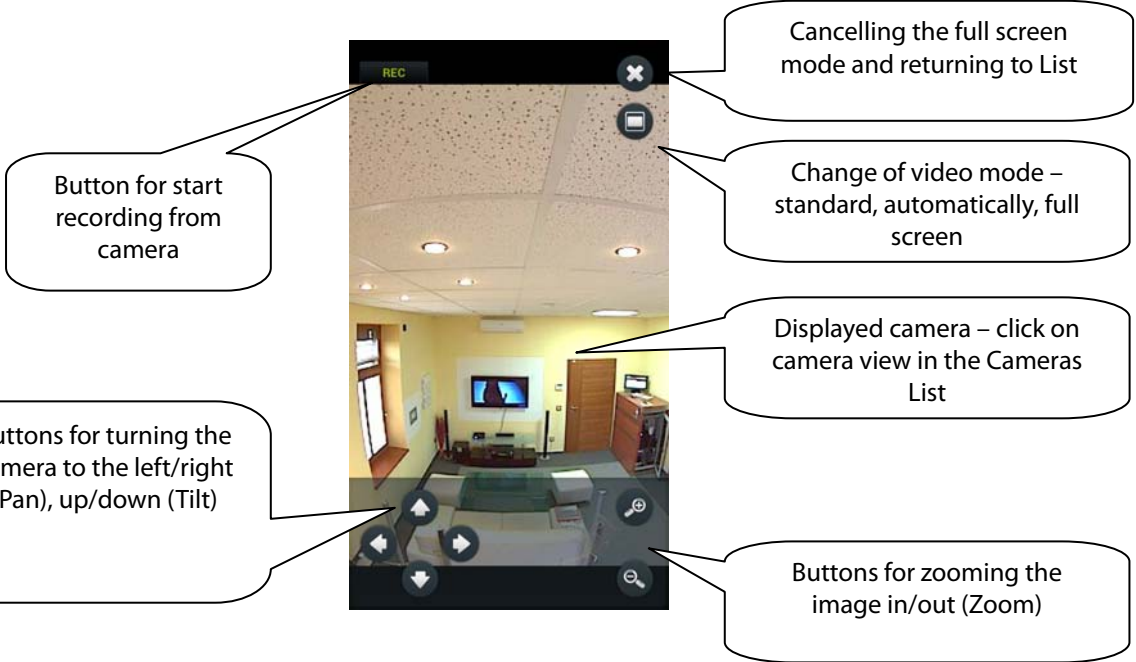 Cancelling the full screen
mode and returning to List
REC
Change of video mode –
standard, automatically, full
screen
Button for start
recording from
camera
Displayed camera – click on
camera view in the Cameras
List
uttons for turning the
mera to the left/right
Pan), up/down (Tilt)
Buttons for zooming the
image in/out (Zoom)